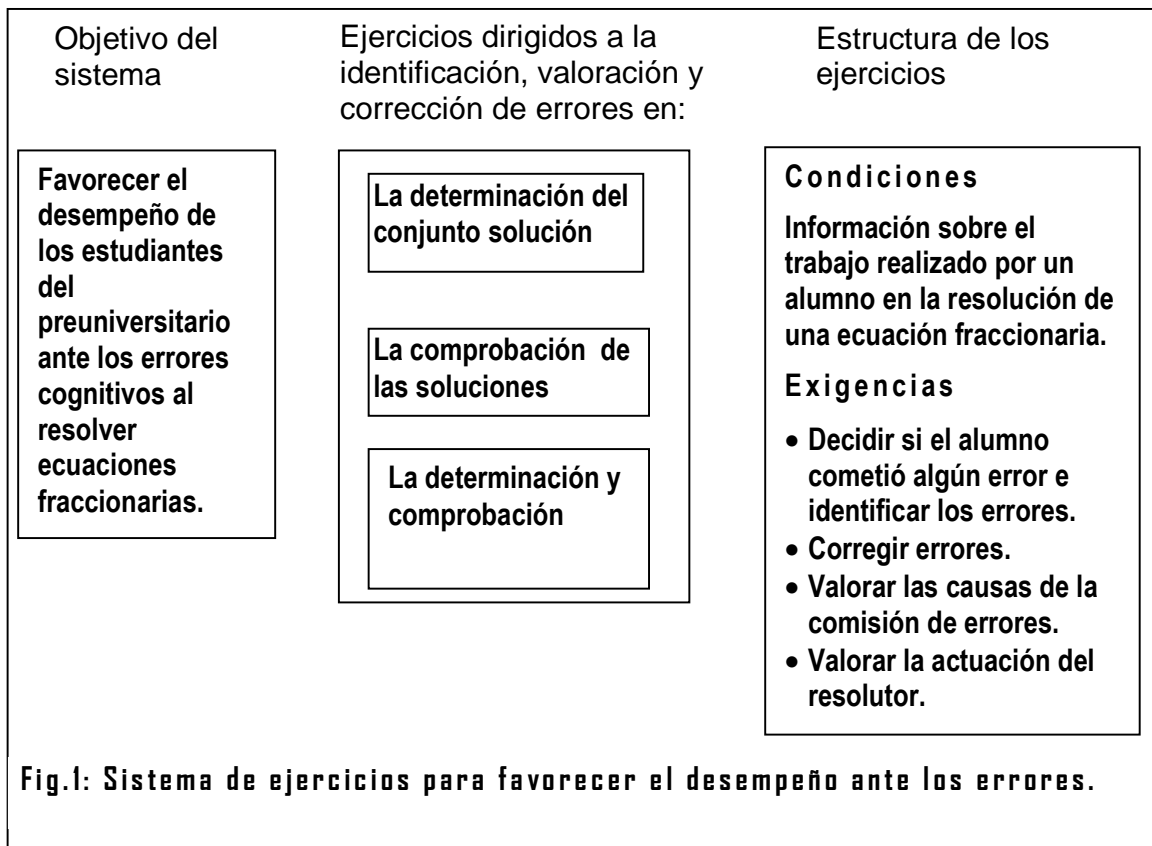 Objetivo del
sistema
Ejercicios dirigidos a la
identificación, valoración y
corrección de errores en:
Estructura de los
ejercicios
Favorecer el
desempeño de
los estudiantes
del
preuniversitario
ante los errores
cognitivos al
resolver
ecuaciones
fraccionarias.
La determinación del
conjunto solución
La comprobación de
las soluciones
La determinación y
comprobación
Condiciones
Información sobre el
trabajo realizado por un
alumno en la resolución de
una ecuación fraccionaria.
Exigencias
• Decidir si el alumno
cometió algún error e
identificar los errores.
• Corregir errores.
• Valorar las causas de la
comisión de errores.
• Valorar la actuación del
resolutor.
Fig.1: Sistema de ejercicios para favorecer el desempeño ante los errores.